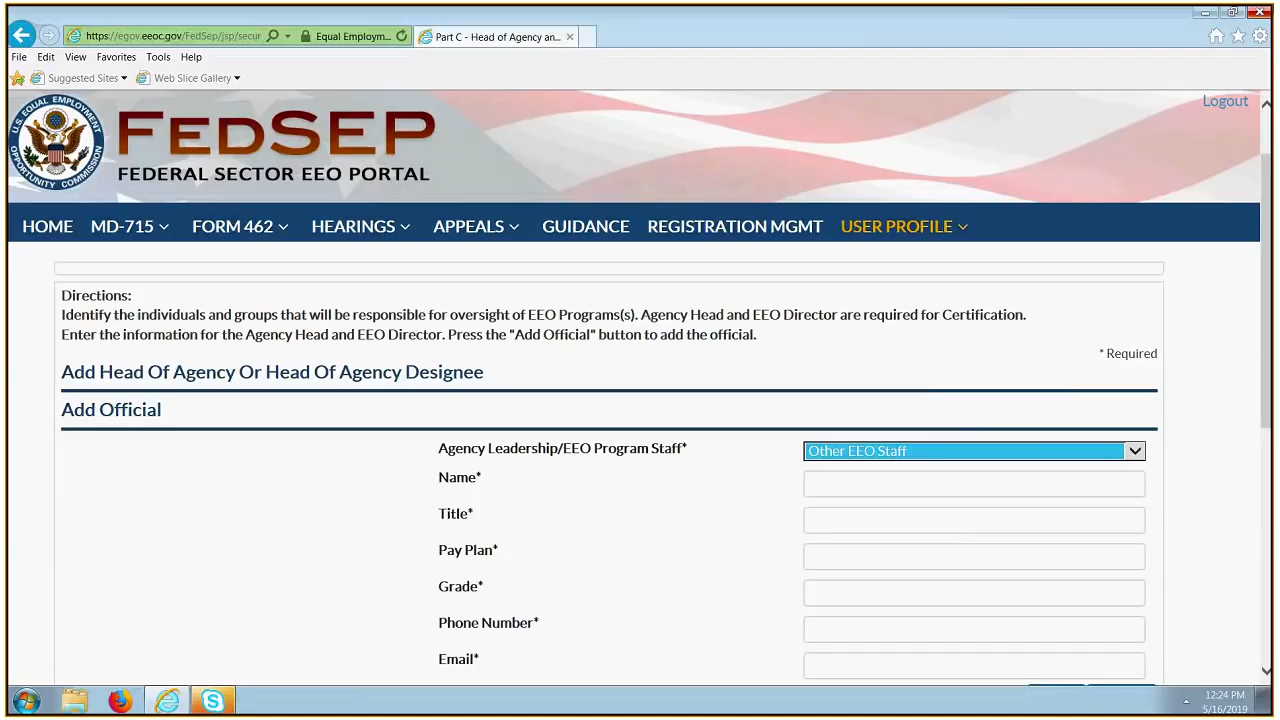 https://egov.eeoc.gov/FedSep/jsp/secur
Equal Employm...
Part C - Head of Agency an...
File Edit View Favorites Tools Help
Suggested Sites Web Slice Gallery
U.S. EQUAL EMPLOYMENT OPPORTUNITY COMMISSION
Logout
FEDSEP
FEDERAL SECTOR EEO PORTAL
HOME MD-715 FORM 462 HEARINGS APPEALS GUIDANCE REGISTRATION MGMT USER PROFILE
Directions:
Identify the individuals and groups that will be responsible for oversight of EEO Programs(s). Agency Head and EEO Director are required for Certification.
Enter the information for the Agency Head and EEO Director. Press the "Add Official" button to add the official.
* Required
Add Head Of Agency Or Head Of Agency Designee
Add Official
Agency Leadership/EEO Program Staff* Other EEO Staff
Name*
Title*
Pay Plan*
Grade*
Phone Number*
Email*
12:24 PM
5/16/2019